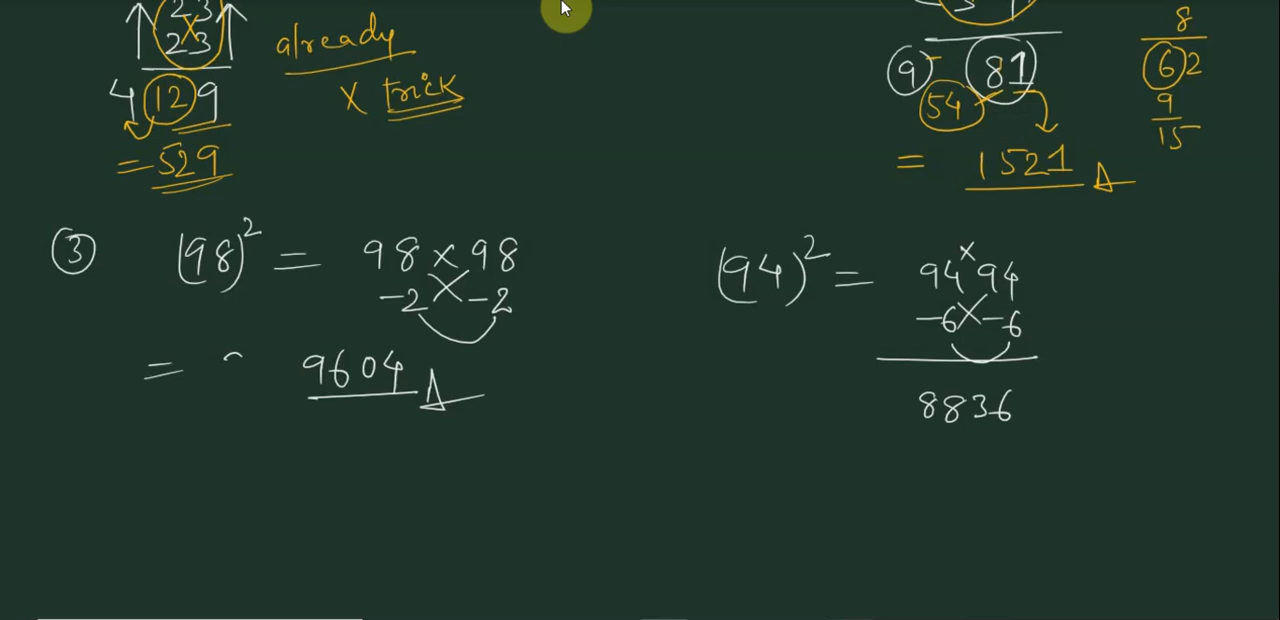 23
23
4 12 9
= 529
already
x trick
9 81
54
= 1521
8
62
9
15
③ (98)² = 98 × 98
-2 × -2
= 9604
(94)² = 94 × 94
-6 × -6
8836